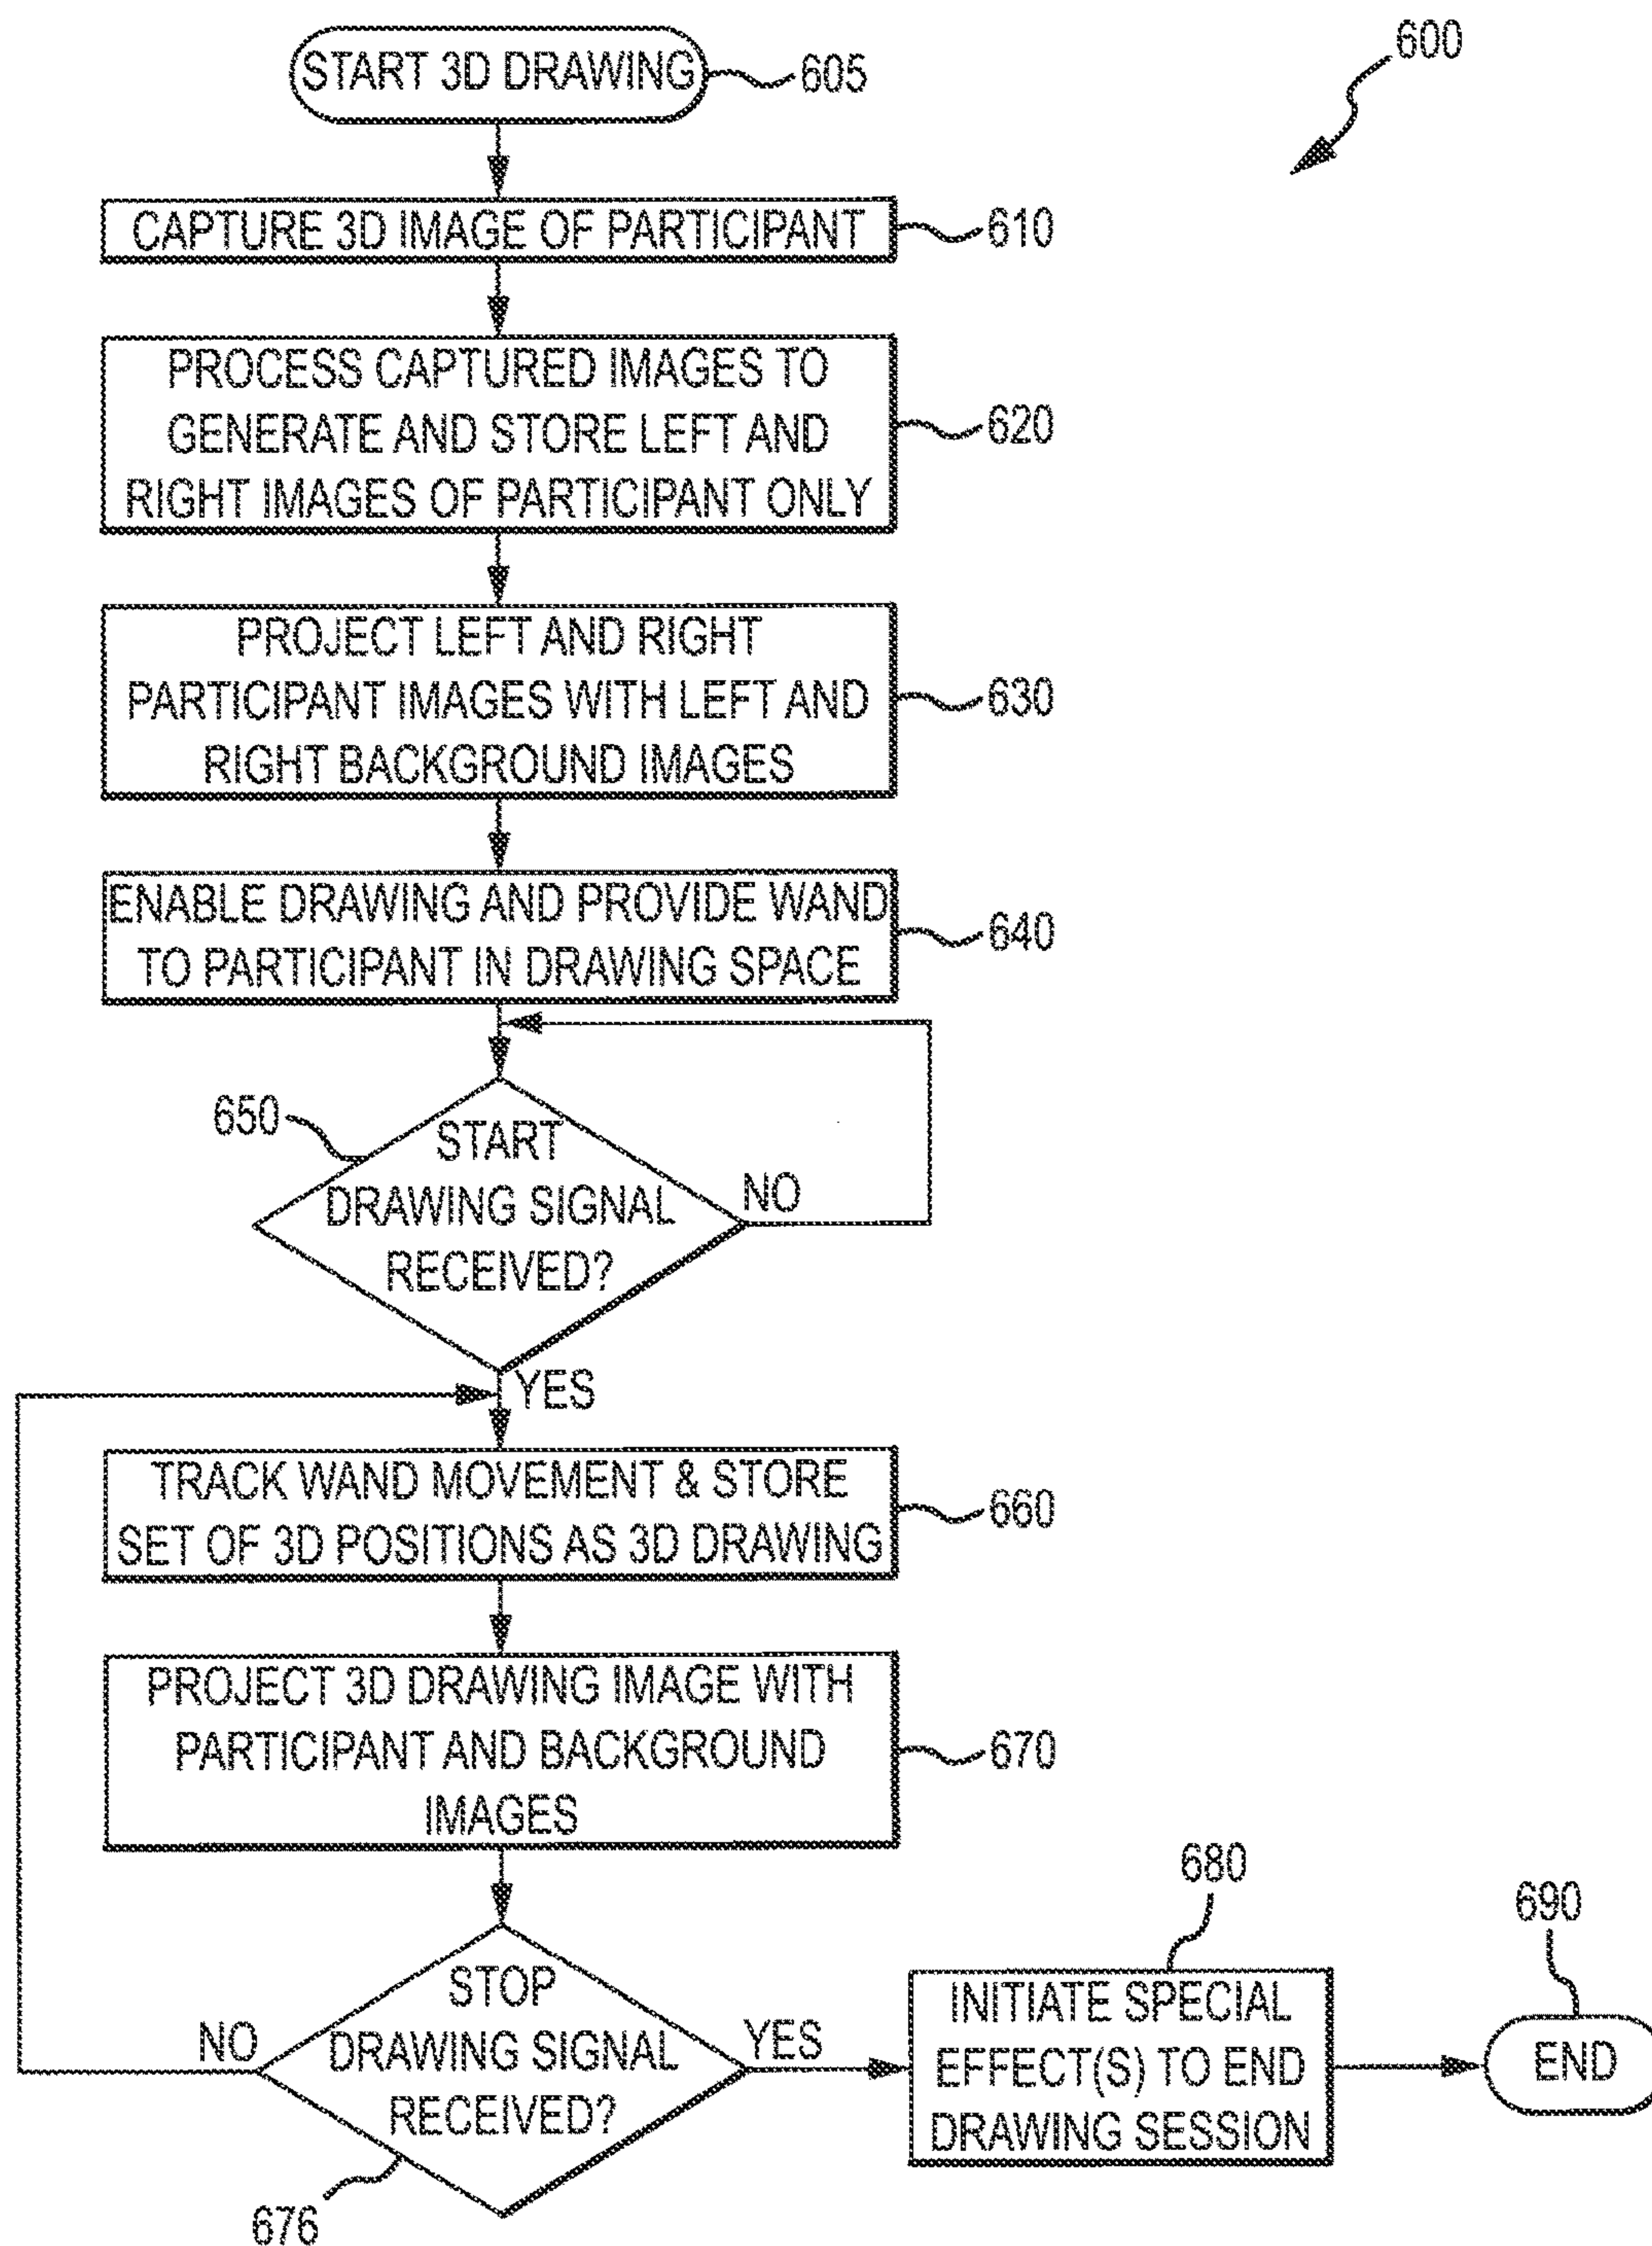 600
START 3D DRAWING
605
CAPTURE 3D IMAGE OF PARTICIPANT
610
PROCESS CAPTURED IMAGES TO
GENERATE AND STORE LEFT AND
RIGHT IMAGES OF PARTICIPANT ONLY
620
PROJECT LEFT AND RIGHT
PARTICIPANT IMAGES WITH LEFT AND
RIGHT BACKGROUND IMAGES
630
ENABLE DRAWING AND PROVIDE WAND
TO PARTICIPANT IN DRAWING SPACE
640
650
START
DRAWING SIGNAL
RECEIVED?
NO
YES
TRACK WAND MOVEMENT & STORE
SET OF 3D POSITIONS AS 3D DRAWING
660
PROJECT 3D DRAWING IMAGE WITH
PARTICIPANT AND BACKGROUND
IMAGES
670
STOP
DRAWING SIGNAL
RECEIVED?
NO
YES
676
680
INITIATE SPECIAL
EFFECT(S) TO END
DRAWING SESSION
690
END